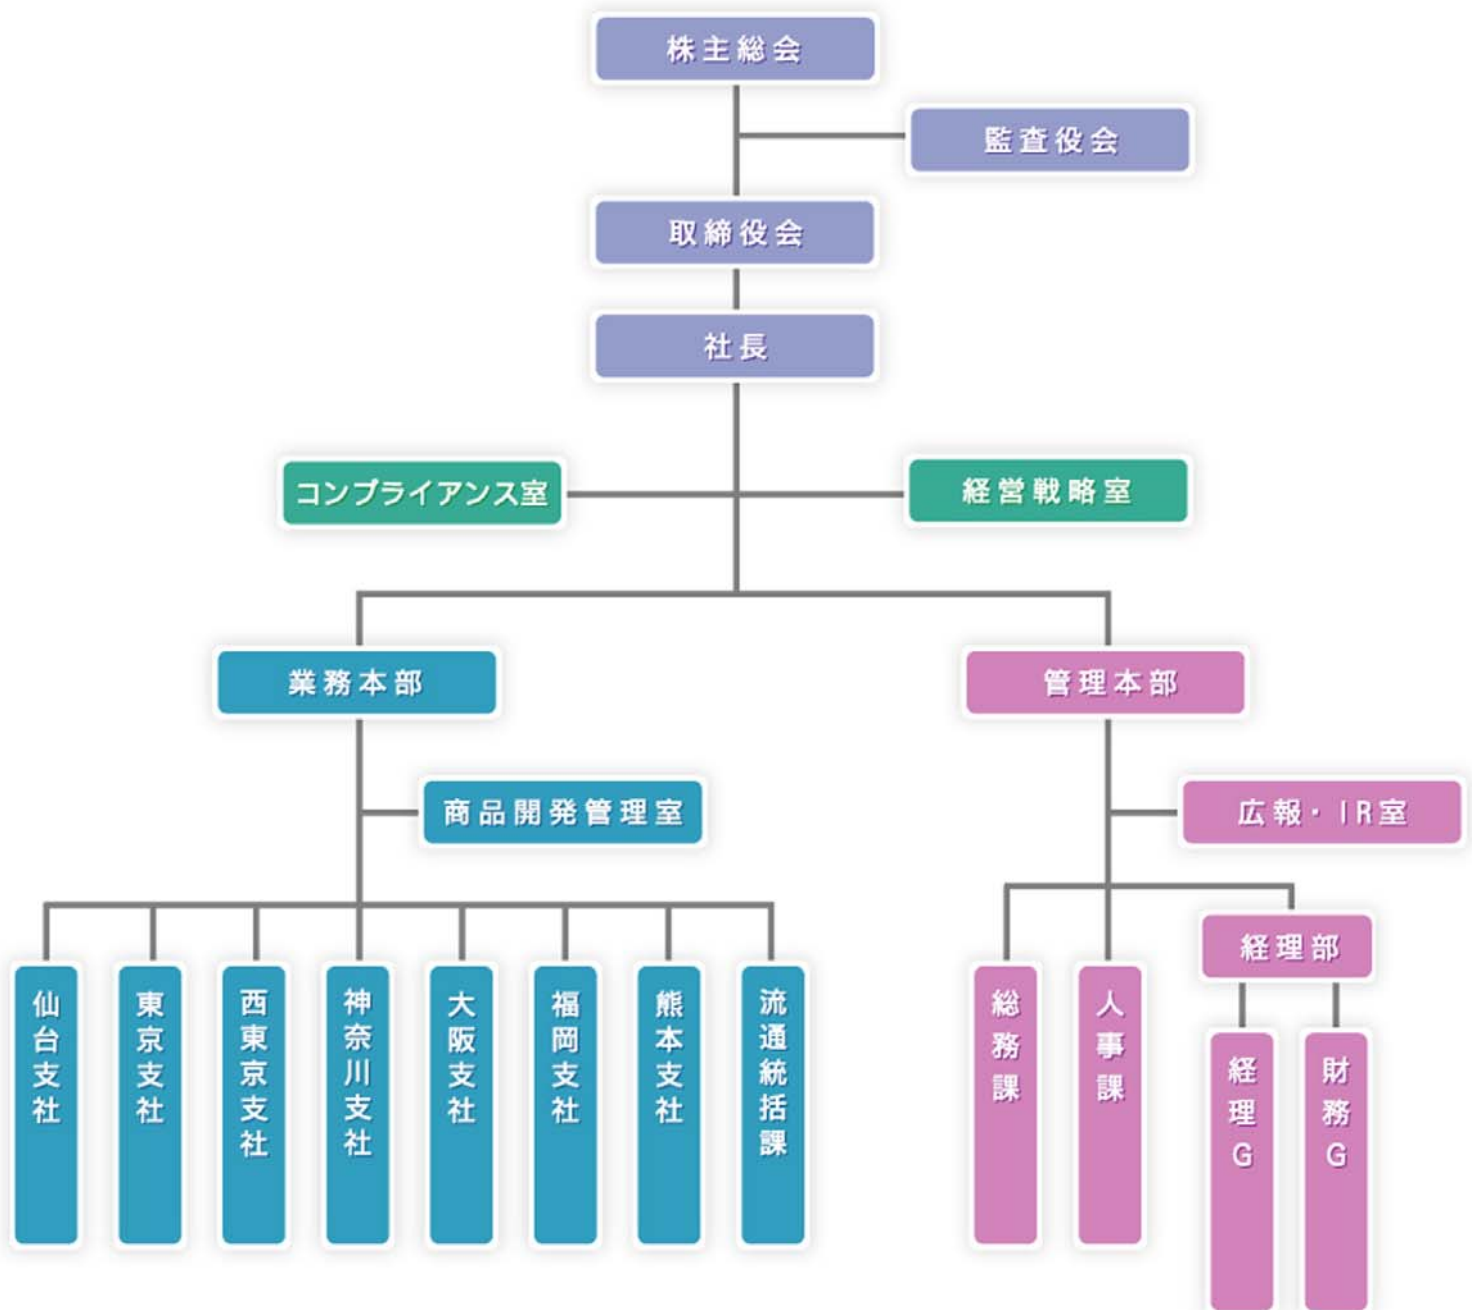 株主総会
監査役会
取締役会
社長
コンプライアンス室
経営戦略室
業務本部
管理本部
商品開発管理室
広報・IR室
経理部
仙台支社
東京支社
西東京支社
神奈川支社
大阪支社
福岡支社
熊本支社
流通統括課
総務課
人事課
経理G
財務G